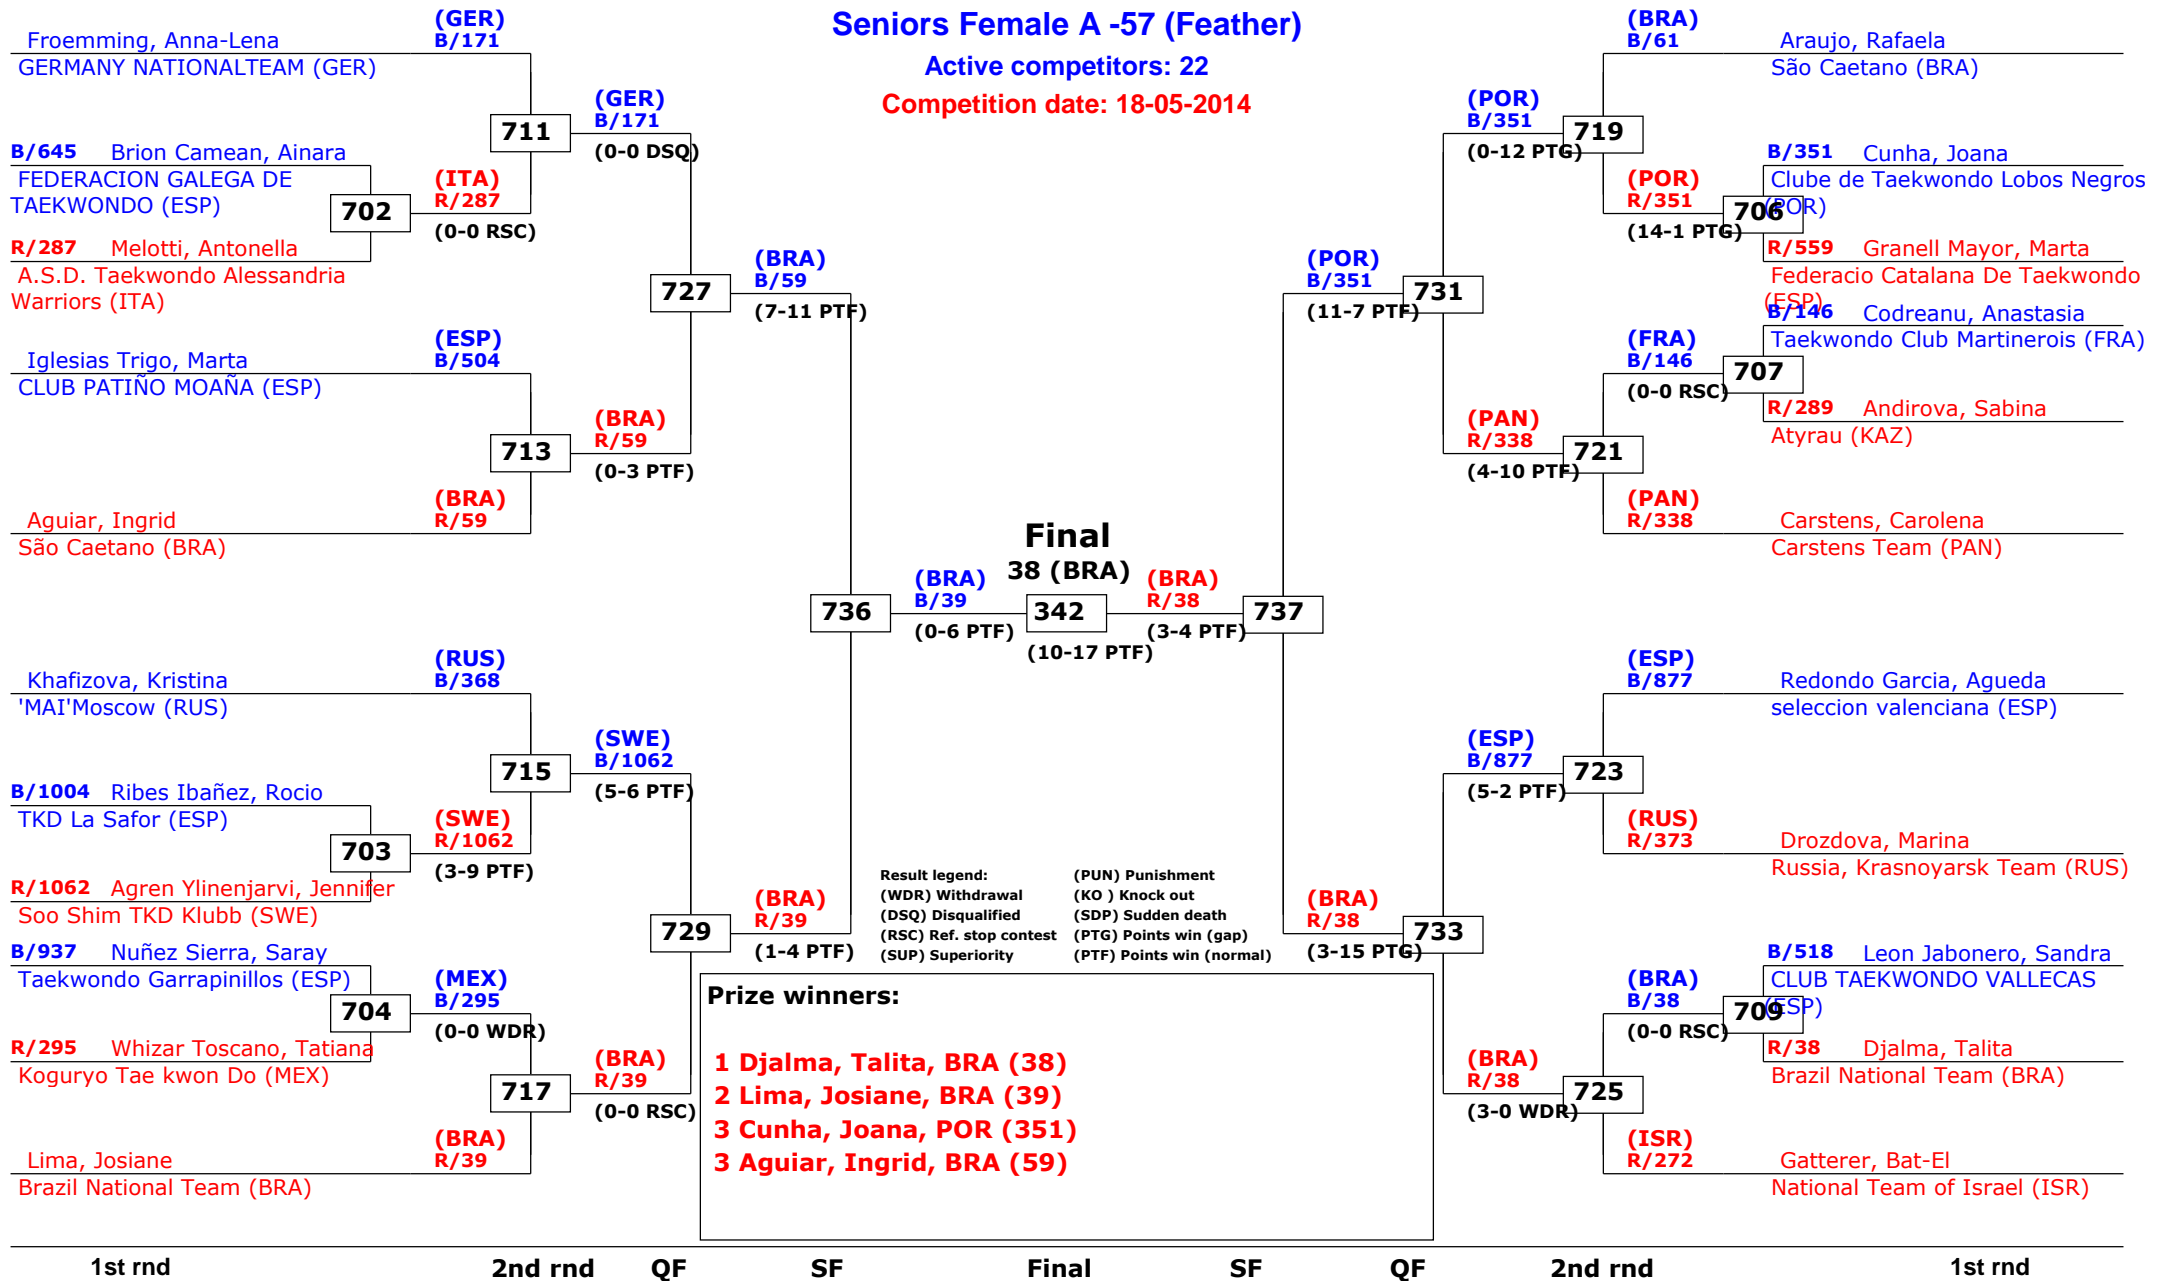 Seniors Female A -57 (Feather)
Active competitors: 22
Competition date: 18-05-2014
(GER)
B/171
Froemming, Anna-Lena
GERMANY NATIONALTEAM (GER)
711
(GER)
B/171
(0-0 DSQ)
B/645 Brion Camean, Ainara
FEDERACION GALEGA DE
TAEKWONDO (ESP)
702
(ITA)
R/287
(0-0 RSC)
R/287 Melotti, Antonella
A.S.D. Taekwondo Alessandria
Warriors (ITA)
727
(BRA)
B/59
(7-11 PTF)
(ESP)
B/504
Iglesias Trigo, Marta
CLUB PATIÑO MOAÑA (ESP)
713
(BRA)
R/59
(0-3 PTF)
(BRA)
R/59
Aguiar, Ingrid
São Caetano (BRA)
736
(BRA)
B/39
(0-6 PTF)
Final
38 (BRA)
342
(10-17 PTF)
(BRA)
R/38
(3-4 PTF)
737
(RUS)
B/368
Khafizova, Kristina
'MAI'Moscow (RUS)
715
(SWE)
B/1062
(5-6 PTF)
B/1004 Ribes Ibañez, Rocio
TKD La Safor (ESP)
703
(SWE)
R/1062
(3-9 PTF)
R/1062 Agren Ylinenjarvi, Jennifer
Soo Shim TKD Klubb (SWE)
729
(BRA)
R/39
(1-4 PTF)
B/937 Nuñez Sierra, Saray
Taekwondo Garrapinillos (ESP)
704
(MEX)
B/295
(0-0 WDR)
R/295 Whizar Toscano, Tatiana
Koguryo Tae kwon Do (MEX)
717
(BRA)
R/39
(0-0 RSC)
(BRA)
R/39
Lima, Josiane
Brazil National Team (BRA)
(BRA)
B/61
Araujo, Rafaela
São Caetano (BRA)
(POR)
B/351
(0-12 PTG)
719
B/351 Cunha, Joana
Clube de Taekwondo Lobos Negros
(POR)
(POR)
R/351
(14-1 PTG)
706
R/559 Granell Mayor, Marta
Federacio Catalana De Taekwondo
(ESP)
(POR)
B/351
(11-7 PTF)
731
B/146 Codreanu, Anastasia
Taekwondo Club Martinerois (FRA)
(FRA)
B/146
(0-0 RSC)
707
R/289 Andirova, Sabina
Atyrau (KAZ)
(PAN)
R/338
(4-10 PTF)
721
(PAN)
R/338
Carstens, Carolena
Carstens Team (PAN)
(ESP)
B/877
Redondo Garcia, Agueda
seleccion valenciana (ESP)
(ESP)
B/877
(5-2 PTF)
723
(RUS)
R/373
Drozdova, Marina
Russia, Krasnoyarsk Team (RUS)
(BRA)
R/38
(3-15 PTG)
733
B/518 Leon Jabonero, Sandra
CLUB TAEKWONDO VALLECAS
(ESP)
(BRA)
B/38
(0-0 RSC)
709
R/38 Djalma, Talita
Brazil National Team (BRA)
(BRA)
R/38
(3-0 WDR)
725
(ISR)
R/272
Gatterer, Bat-El
National Team of Israel (ISR)
Result legend: (PUN) Punishment
(WDR) Withdrawal (KO ) Knock out
(DSQ) Disqualified (SDP) Sudden death
(RSC) Ref. stop contest (PTG) Points win (gap)
(SUP) Superiority (PTF) Points win (normal)
Prize winners:
1 Djalma, Talita, BRA (38)
2 Lima, Josiane, BRA (39)
3 Cunha, Joana, POR (351)
3 Aguiar, Ingrid, BRA (59)
1st rnd 2nd rnd QF SF Final SF QF 2nd rnd 1st rnd